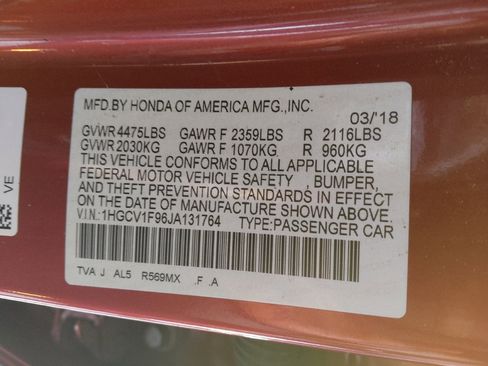 MFD.BY HONDA OF AMERICA MFG.,INC. 03/'18
GVWR 4475LBS GAWR F 2359LBS R 2116LBS
GVWR 2030KG GAWR F 1070KG R 960KG
THIS VEHICLE CONFORMS TO ALL APPLICABLE
FEDERAL MOTOR VEHICLE SAFETY , BUMPER,
AND THEFT PREVENTION STANDARDS IN EFFECT
ON THE DATE OF MANUFACTURE SHOWN ABOVE.
V.I.N.:1HGCV1F96JA131764 TYPE:PASSENGER CAR
TVA J AL5 R569MX .F .A
VE